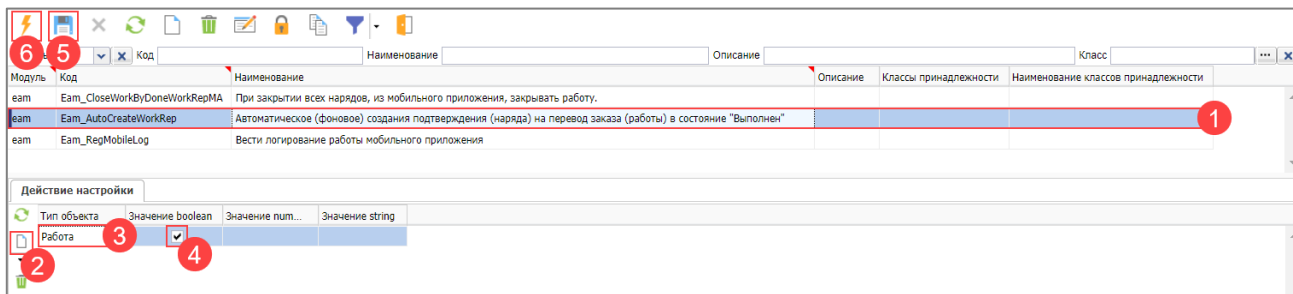 6 5 Код Наименование Описание Класс
Модуль Код Наименование Описание Классы принадлежности Наименование классов принадлежности
eam Eam_CloseWorkByDoneWorkRepMA При закрытии всех нарядов, из мобильного приложения, закрывать работу.
eam Eam_AutoCreateWorkRep Автоматическое (фоновое) создания подтверждения (наряда) на перевод заказа (работы) в состояние "Выполнен" 1
eam Eam_RegMobileLog Вести логирование работы мобильного приложения
Действие настройки
Тип объекта Значение boolean Значение num... Значение string
Работа 3 4
2